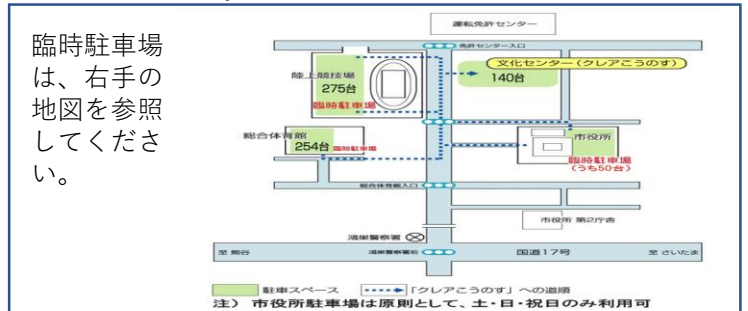 臨時駐車場
は、右手の
地図を参照
してくださ
い。
運転免許センター
免許センター入口
文化センター(クレアこうのす)
140台
陸上競技場
275台
臨時駐車場
総合体育館
254台 臨時駐車場
市役所
臨時駐車場
(うち50台)
総合体育館入口
市役所 第2庁舎
鴻巣警察署
至 熊谷
鴻巣警察署前
国道17号
至 さいたま
駐車スペース
「クレアこうのす」への道順
注) 市役所駐車場は原則として、土・日・祝日のみ利用可